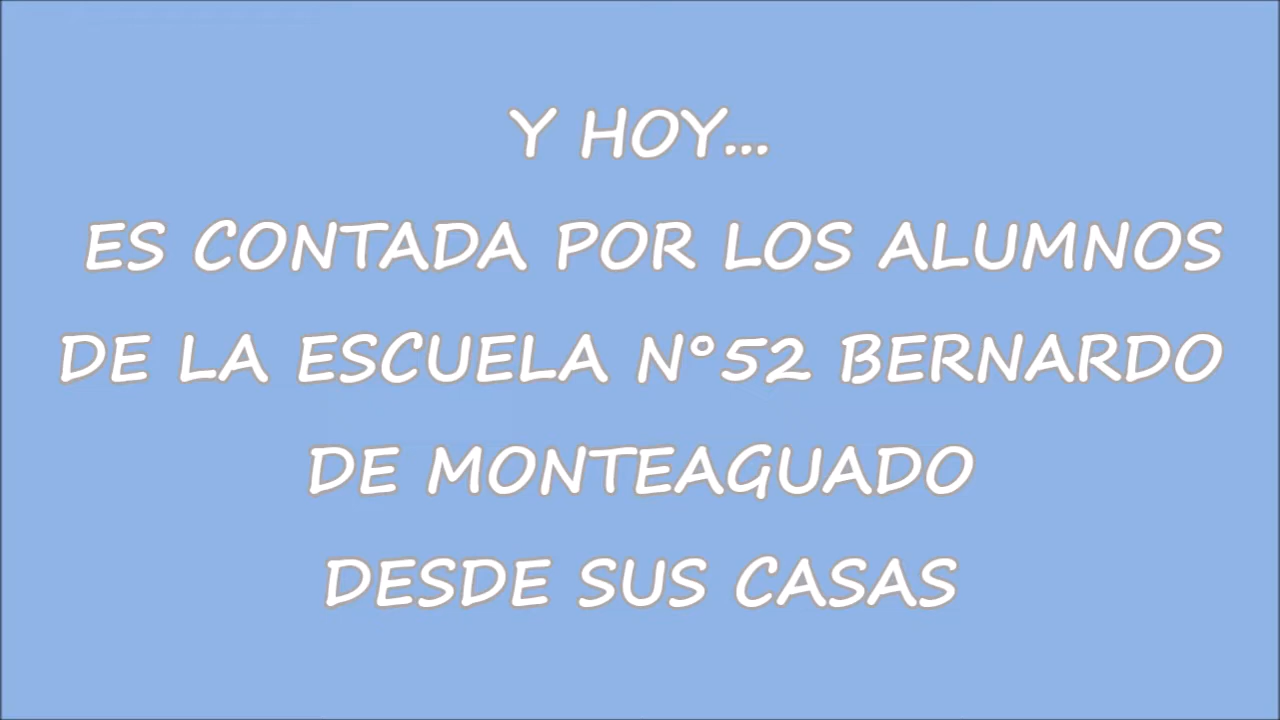 Y HOY...
ES CONTADA POR LOS ALUMNOS
DE LA ESCUELA N°52 BERNARDO
DE MONTEAGUADO
DESDE SUS CASAS